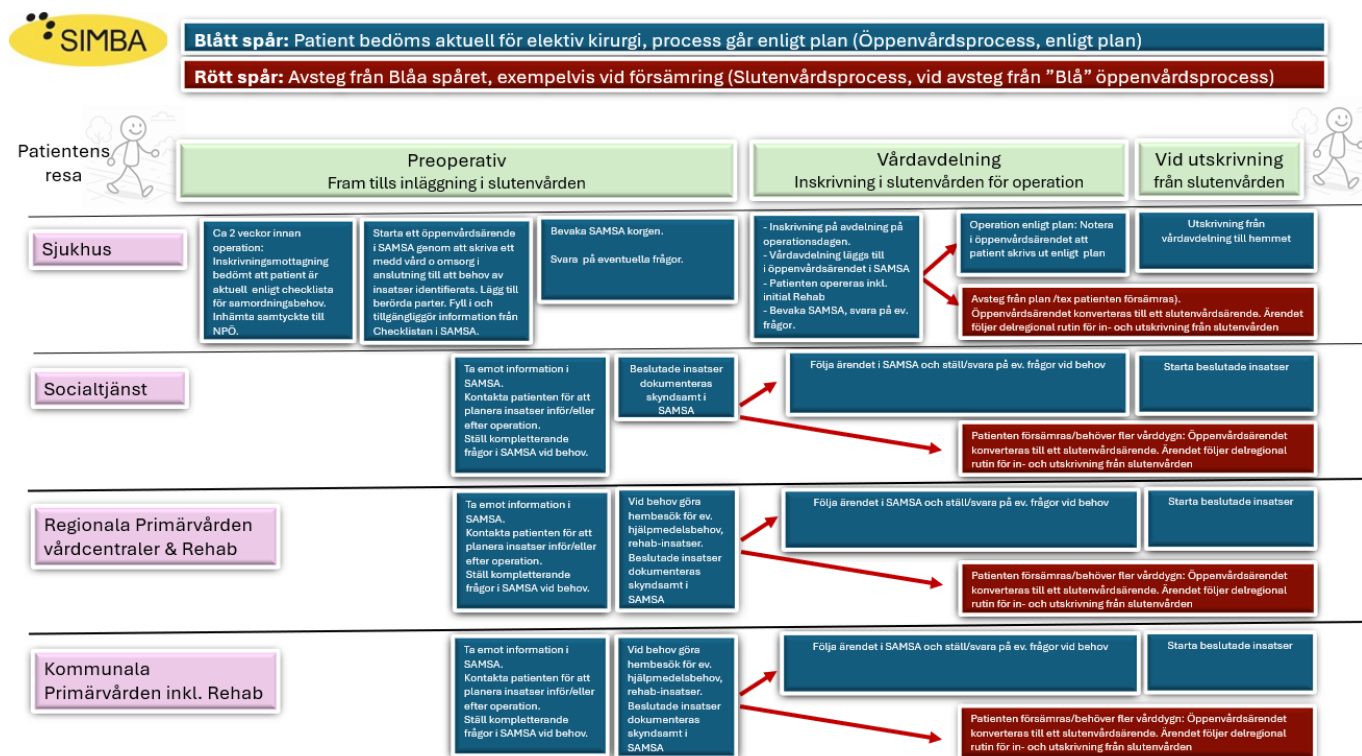 SIMBA
Blått spår: Patient bedöms aktuell för elektiv kirurgi, process går enligt plan (Öppenvårdsprocess, enligt plan)
Rött spår: Avsteg från Blåa spåret, exempelvis vid försämring (Slutenvårdsprocess, vid avsteg från ”Blå” öppenvårdsprocess)
Patientens
resa
Preoperativ
Fram tills inläggning i slutenvården
Vårdavdelning
Inskrivning i slutenvården för operation
Vid utskrivning
från slutenvården
Sjukhus
Ca 2 veckor innan
operation:
Inskrivningsmottagning
bedömt att patient är
aktuell enligt checklista
för samordningsbehov.
Inhämta samtyckte till
NPÖ.
Starta ett öppenvårdsärende
i SAMSA genom att skriva ett
medd vård o omsorg i
anslutning till att behov av
insatser identifierats. Lägg till
berörda parter. Fyll i och
tillgängliggör information från
Checklistan i SAMSA.
Bevaka SAMSA korgen.
Svara på eventuella frågor.
- Inskrivning på avdelning på
operationsdagen.
- Vårdavdelning läggs till
i öppenvårdsärendet i SAMSA
- Patienten opereras inkl.
initial Rehab
- Bevaka SAMSA, svara på ev.
frågor.
Operation enligt plan: Notera
i öppenvårdsärendet att
patient skrivs ut enligt plan
Utskrivning från
vårdavdelning till hemmet
Avsteg från plan /tex patienten försämras).
Öppenvårdsärendet konverteras till ett slutenvårdsärende. Ärendet
följer delregional rutin för in- och utskrivning från slutenvården
Socialtjänst
Ta emot information i
SAMSA.
Kontakta patienten för att
planera insatser inför/eller
efter operation.
Ställ kompletterande
frågor i SAMSA vid behov.
Beslutade insatser
dokumenteras
skyndsamt i
SAMSA
Följa ärendet i SAMSA och ställ/svara på ev. frågor vid behov
Starta beslutade insatser
Patienten försämras/behöver fler vårddygn: Öppenvårdsärendet
konverteras till ett slutenvårdsärende. Ärendet följer delregional
rutin för in- och utskrivning från slutenvården
Regionala Primärvården
vårdcentraler & Rehab
Ta emot information i
SAMSA.
Kontakta patienten för att
planera insatser inför/eller
efter operation.
Ställ kompletterande
frågor i SAMSA vid behov.
Vid behov göra
hembesök för ev.
hjälpmedelsbehov,
rehab-insatser.
Beslutade insatser
dokumenteras
skyndsamt i
SAMSA
Följa ärendet i SAMSA och ställ/svara på ev. frågor vid behov
Starta beslutade insatser
Patienten försämras/behöver fler vårddygn: Öppenvårdsärendet
konverteras till ett slutenvårdsärende. Ärendet följer delregional
rutin för in- och utskrivning från slutenvården
Kommunala
Primärvården inkl. Rehab
Ta emot information i
SAMSA.
Kontakta patienten för att
planera insatser inför/eller
efter operation.
Ställ kompletterande
frågor i SAMSA vid behov.
Vid behov göra
hembesök för ev.
hjälpmedelsbehov,
rehab-insatser.
Beslutade insatser
dokumenteras
skyndsamt i
SAMSA
Följa ärendet i SAMSA och ställ/svara på ev. frågor vid behov
Starta beslutade insatser
Patienten försämras/behöver fler vårddygn: Öppenvårdsärendet
konverteras till ett slutenvårdsärende. Ärendet följer delregional
rutin för in- och utskrivning från slutenvården